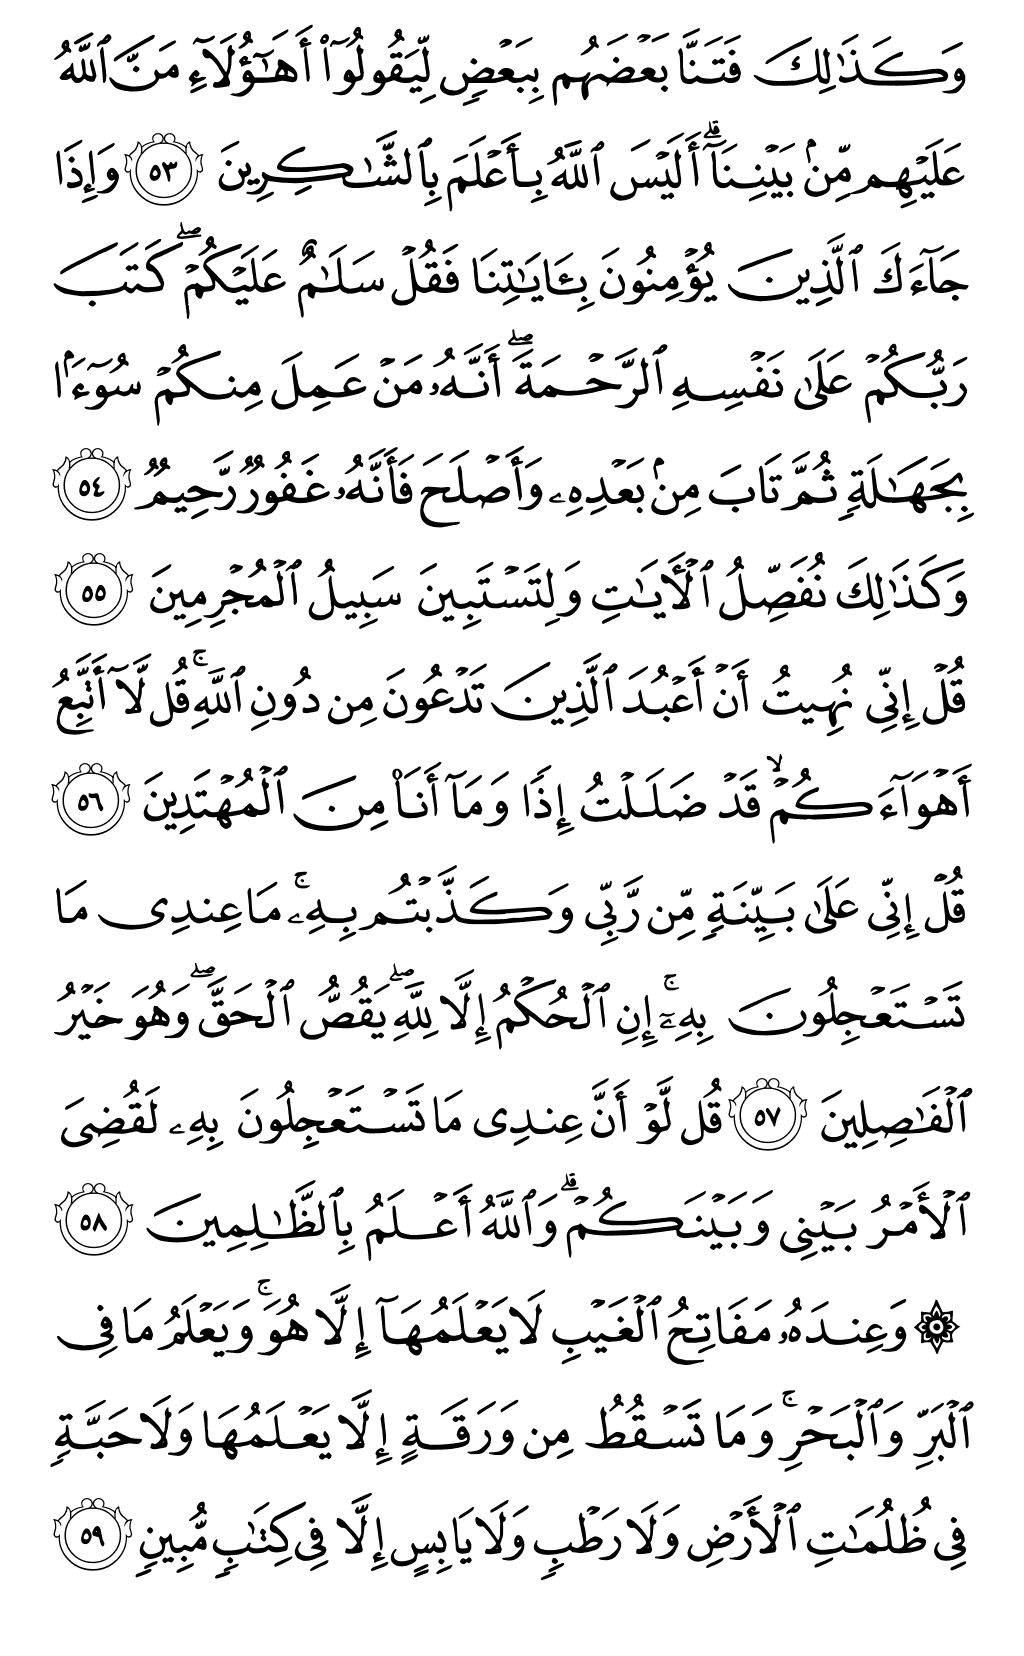 وَكَذَٰلِكَ فَتَنَّا بَعۡضَهُم بِبَعۡضٖ لِّيَقُولُوٓاْ أَهَـٰٓؤُلَآءِ مَنَّ ٱللَّهُ
عَلَيۡهِم مِّنۢ بَيۡنِنَآۗ أَلَيۡسَ ٱللَّهُ بِأَعۡلَمَ بِٱلشَّـٰكِرِينَ ٥٣ وَإِذَا
جَآءَكَ ٱلَّذِينَ يُؤۡمِنُونَ بِـَٔايَـٰتِنَا فَقُلۡ سَلَـٰمٌ عَلَيۡكُمۡۖ كَتَبَ
رَبُّكُمۡ عَلَىٰ نَفۡسِهِ ٱلرَّحۡمَةَۖ أَنَّهُۥ مَنۡ عَمِلَ مِنكُمۡ سُوٓءَۢا
بِجَهَـٰلَةٖ ثُمَّ تَابَ مِنۢ بَعۡدِهِۦ وَأَصۡلَحَ فَأَنَّهُۥ غَفُورٞ رَّحِيمٞ ٥٤
وَكَذَٰلِكَ نُفَصِّلُ ٱلۡأٓيَـٰتِ وَلِتَسۡتَبِينَ سَبِيلُ ٱلۡمُجۡرِمِينَ ٥٥
قُلۡ إِنِّي نُهِيتُ أَنۡ أَعۡبُدَ ٱلَّذِينَ تَدۡعُونَ مِن دُونِ ٱللَّهِۚ قُل لَّآ أَتَّبِعُ
أَهۡوَآءَكُمۡۙ قَدۡ ضَلَلۡتُ إِذٗا وَمَآ أَنَا۠ مِنَ ٱلۡمُهۡتَدِينَ ٥٦
قُلۡ إِنِّي عَلَىٰ بَيِّنَةٖ مِّن رَّبِّي وَكَذَّبۡتُم بِهِۦۚ مَا عِندِي مَا
تَسۡتَعۡجِلُونَ بِهِۦٓۚ إِنِ ٱلۡحُكۡمُ إِلَّا لِلَّهِۖ يَقُصُّ ٱلۡحَقَّۖ وَهُوَ خَيۡرُ
ٱلۡفَـٰصِلِينَ ٥٧ قُل لَّوۡ أَنَّ عِندِي مَا تَسۡتَعۡجِلُونَ بِهِۦ لَقُضِيَ
ٱلۡأَمۡرُ بَيۡنِي وَبَيۡنَكُمۡۗ وَٱللَّهُ أَعۡلَمُ بِٱلظَّـٰلِمِينَ ٥٨
۞ وَعِندَهُۥ مَفَاتِحُ ٱلۡغَيۡبِ لَا يَعۡلَمُهَآ إِلَّا هُوَۚ وَيَعۡلَمُ مَا فِي
ٱلۡبَرِّ وَٱلۡبَحۡرِۚ وَمَا تَسۡقُطُ مِن وَرَقَةٍ إِلَّا يَعۡلَمُهَا وَلَا حَبَّةٖ
فِي ظُلُمَـٰتِ ٱلۡأَرۡضِ وَلَا رَطۡبٖ وَلَا يَابِسٍ إِلَّا فِي كِتَـٰبٖ مُّبِينٖ ٥٩